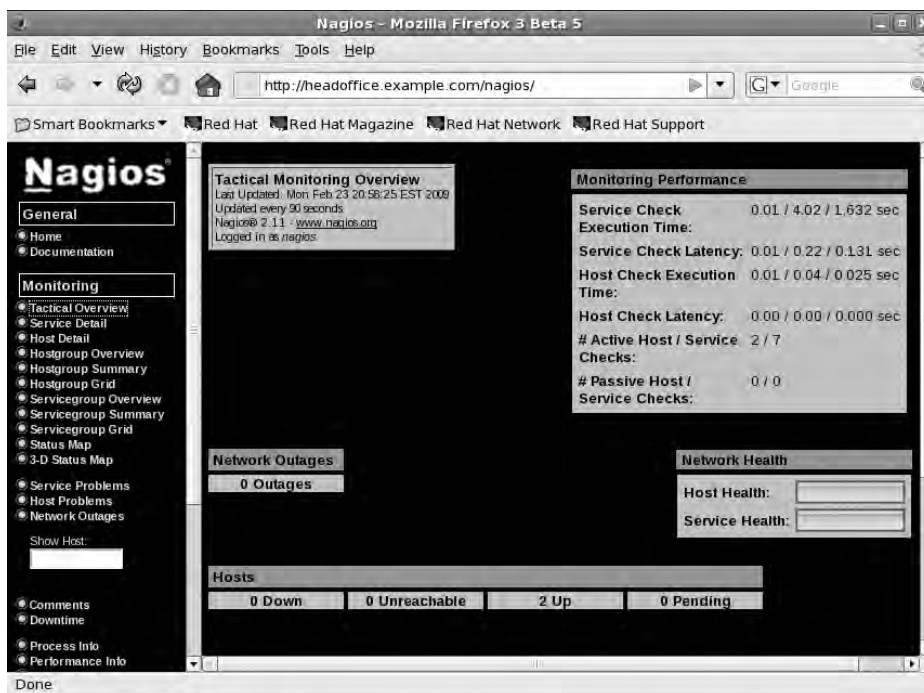 Nagios - Mozilla Firefox 3 Beta 5
File Edit View History Bookmarks Tools Help
http://headoffice.example.com/nagios/
G Google
Smart Bookmarks Red Hat Red Hat Magazine Red Hat Network Red Hat Support
Nagios®
General
Home
Documentation
Monitoring
Tactical Overview
Service Detail
Host Detail
Hostgroup Overview
Hostgroup Summary
Hostgroup Grid
Servicegroup Overview
Servicegroup Summary
Servicegroup Grid
Status Map
3-D Status Map
Service Problems
Host Problems
Network Outages
Show Host:
Comments
Downtime
Process Info
Performance Info
Tactical Monitoring Overview
Last Updated: Mon Feb 23 20:56:25 EST 2009
Updated every 90 seconds
Nagios® 2.11 - www.nagios.org
Logged in as nagios
Monitoring Performance
Service Check Execution Time: 0.01 / 4.02 / 1.632 sec
Service Check Latency: 0.01 / 0.22 / 0.131 sec
Host Check Execution Time: 0.01 / 0.04 / 0.025 sec
Host Check Latency: 0.00 / 0.00 / 0.000 sec
# Active Host / Service Checks: 2 / 7
# Passive Host / Service Checks: 0 / 0
Network Outages
0 Outages
Network Health
Host Health:
Service Health:
Hosts
0 Down 0 Unreachable 2 Up 0 Pending
Done